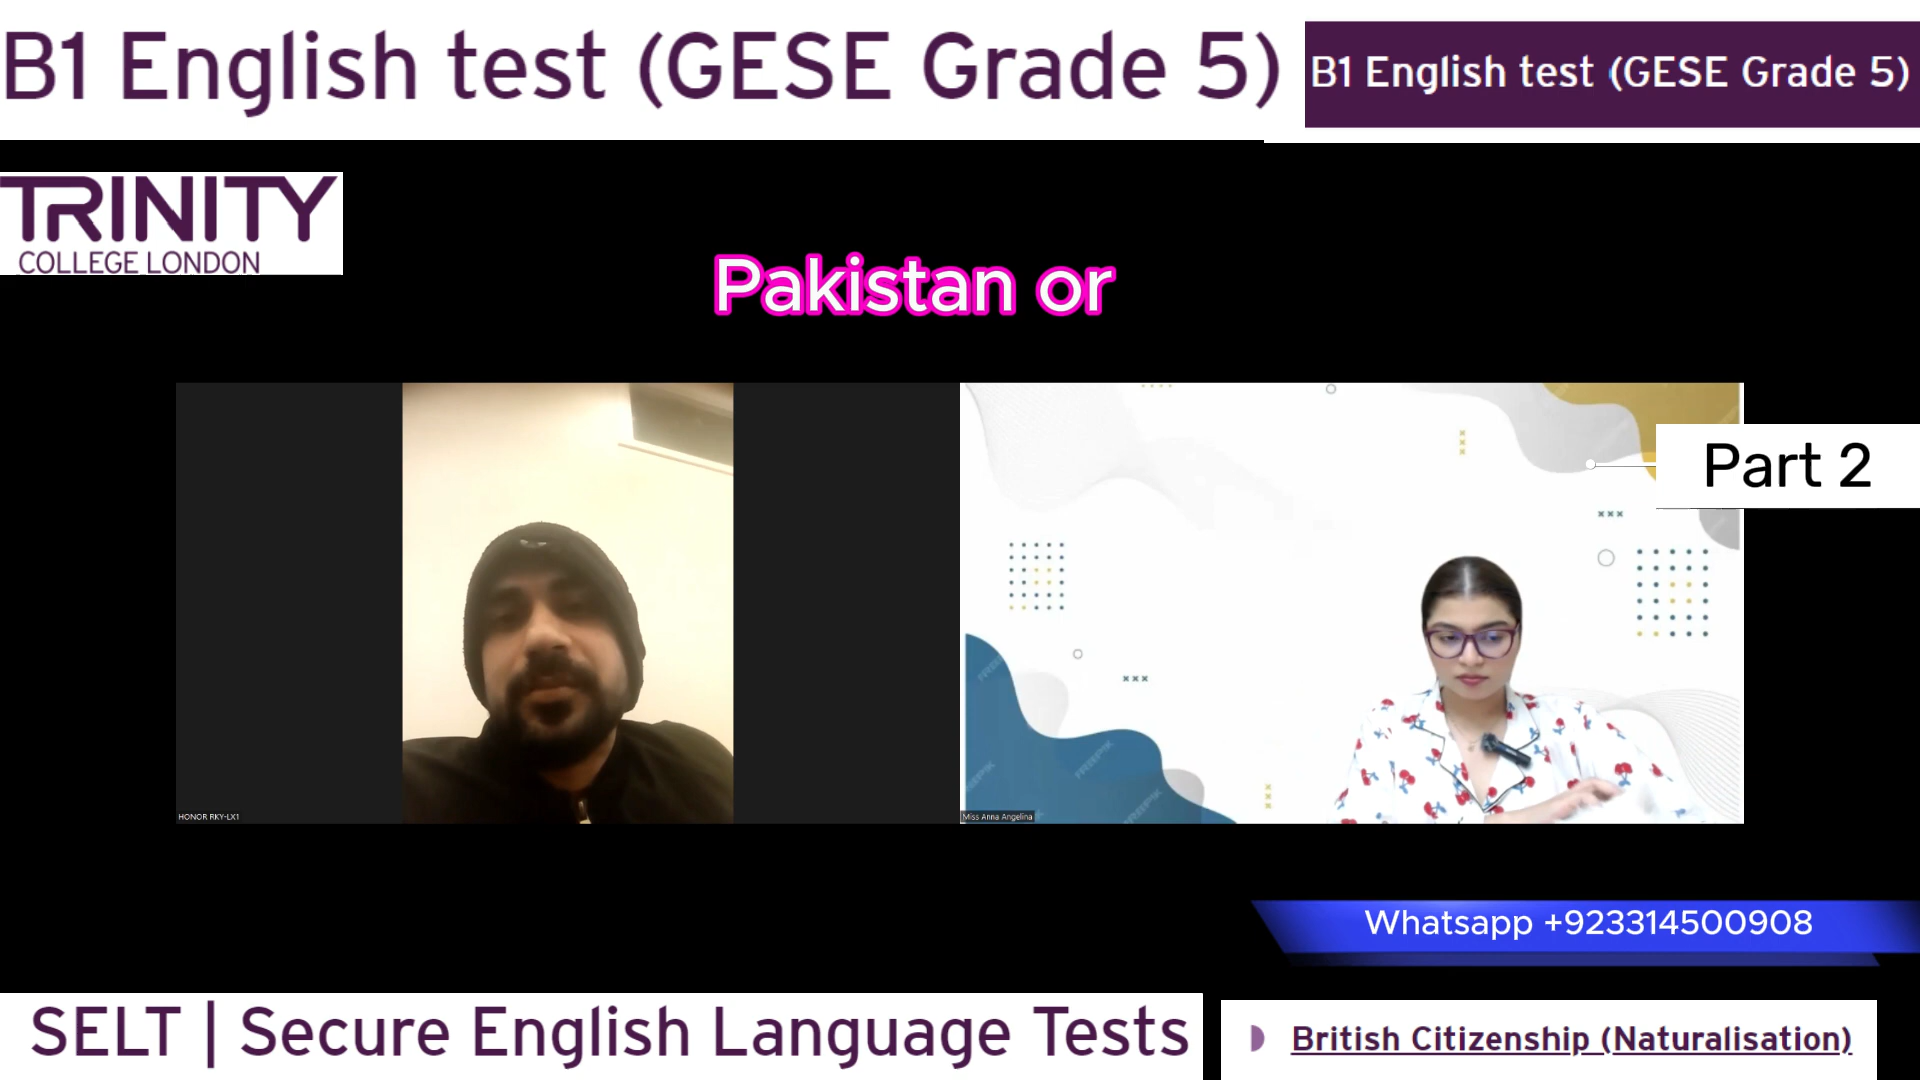 B1 English test (GESE Grade 5)
B1 English test (GESE Grade 5)
TRINITY
COLLEGE LONDON
Pakistan or
Part 2
HONOR RKY-LX1
Miss Anna Angelina
Whatsapp +923314500908
SELT | Secure English Language Tests
British Citizenship (Naturalisation)